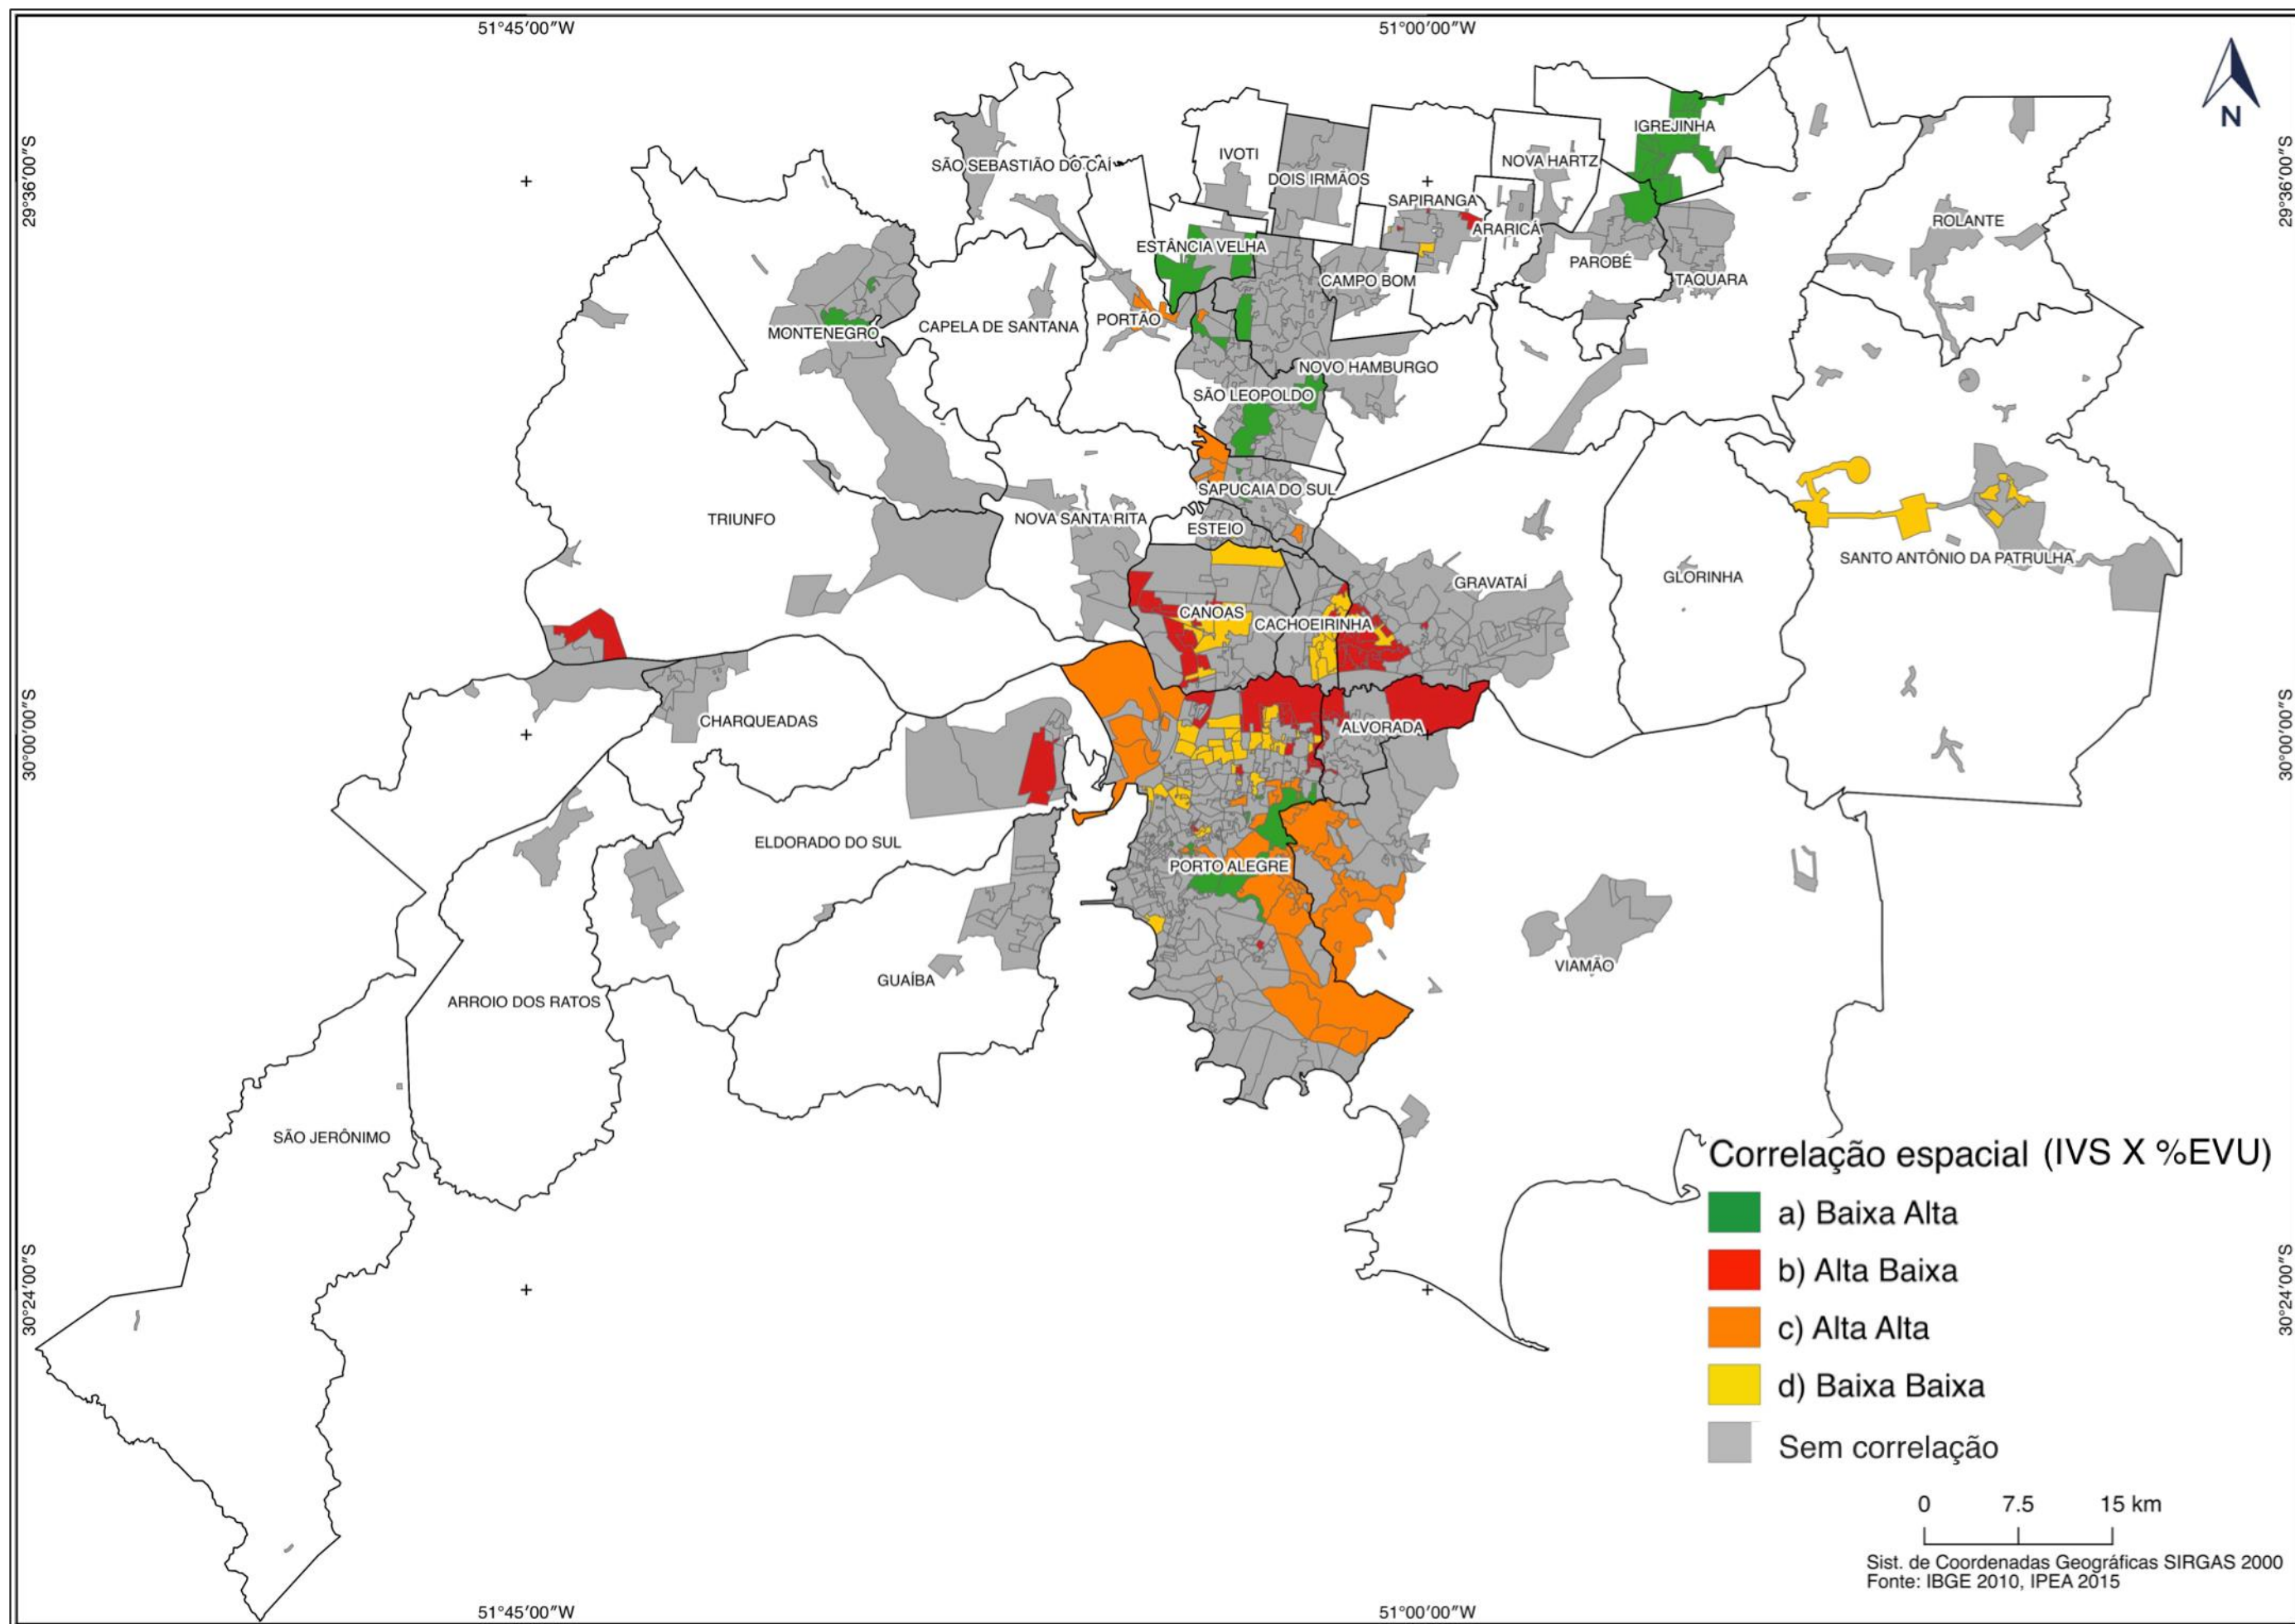 51°45'00"W
51°00'00"W
N
29°36'00"S
29°36'00"S
IGREJINHA
SÃO SEBASTIÃO DO CAÍ
IVOTI
NOVA HARTZ
DOIS IRMÃOS
SAPIRANGA
ROLANTE
ARARICÁ
ESTÂNCIA VELHA
PAROBÉ
CAMPO BOM
TAQUARA
PORTÃO
CAPELA DE SANTANA
MONTENEGRO
NOVO HAMBURGO
SÃO LEOPOLDO
SAPUCAIA DO SUL
TRIUNFO
NOVA SANTA RITA
ESTEIO
SANTO ANTÔNIO DA PATRULHA
GLORINHA
GRAVATAÍ
CANOAS
CACHOEIRINHA
30°00'00"S
30°00'00"S
CHARQUEADAS
ALVORADA
ELDORADO DO SUL
PORTO ALEGRE
VIAMÃO
GUAÍBA
ARROIO DOS RATOS
SÃO JERÔNIMO
30°24'00"S
30°24'00"S
Correlação espacial (IVS X %EVU)
a) Baixa Alta
b) Alta Baixa
c) Alta Alta
d) Baixa Baixa
Sem correlação
0 7.5 15 km
Sist. de Coordenadas Geográficas SIRGAS 2000
Fonte: IBGE 2010, IPEA 2015
51°45'00"W
51°00'00"W